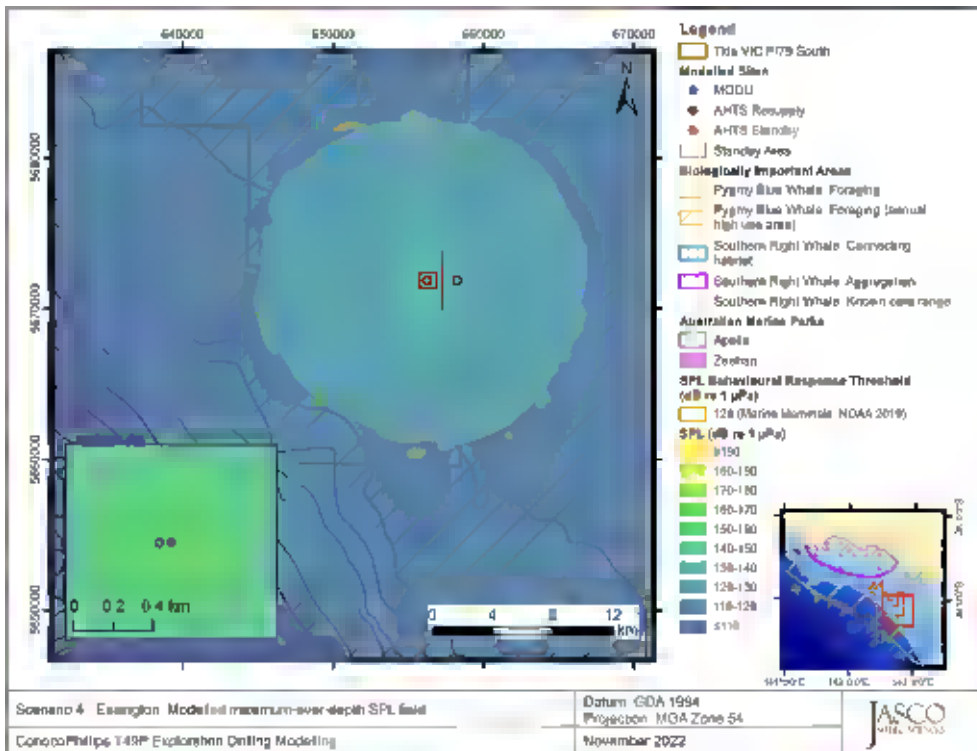 640000 650000 660000 670000
N
5680000
5670000
5660000
5650000
0 0.2 0.4 km
0 4 8 12
km
Legend
Title VIC P/79 South
Modelled Sites
MODU
AHTS Resupply
AHTS Standby
Standby Area
Biologically Important Areas
Pygmy Blue Whale Foraging
Pygmy Blue Whale Foraging (annual
high use area)
Southern Right Whale Connecting
habitat
Southern Right Whale Aggregation
Southern Right Whale Known core range
Australian Marine Parks
Apollo
Zeehan
SPL Behavioural Response Threshold
(dB re 1 µPa)
120 (Marine Mammals NOAA 2019)
SPL (dB re 1 µPa)
170-180
160-170
150-160
140-150
130-140
120-130
110-120
Scenario 4 Essington Modelled maximum-over-depth SPL field
ConocoPhillips T49P Exploration Drilling Modelling
Datum GDA 1994
Projection MGA Zone 54
November 2022
JASCO